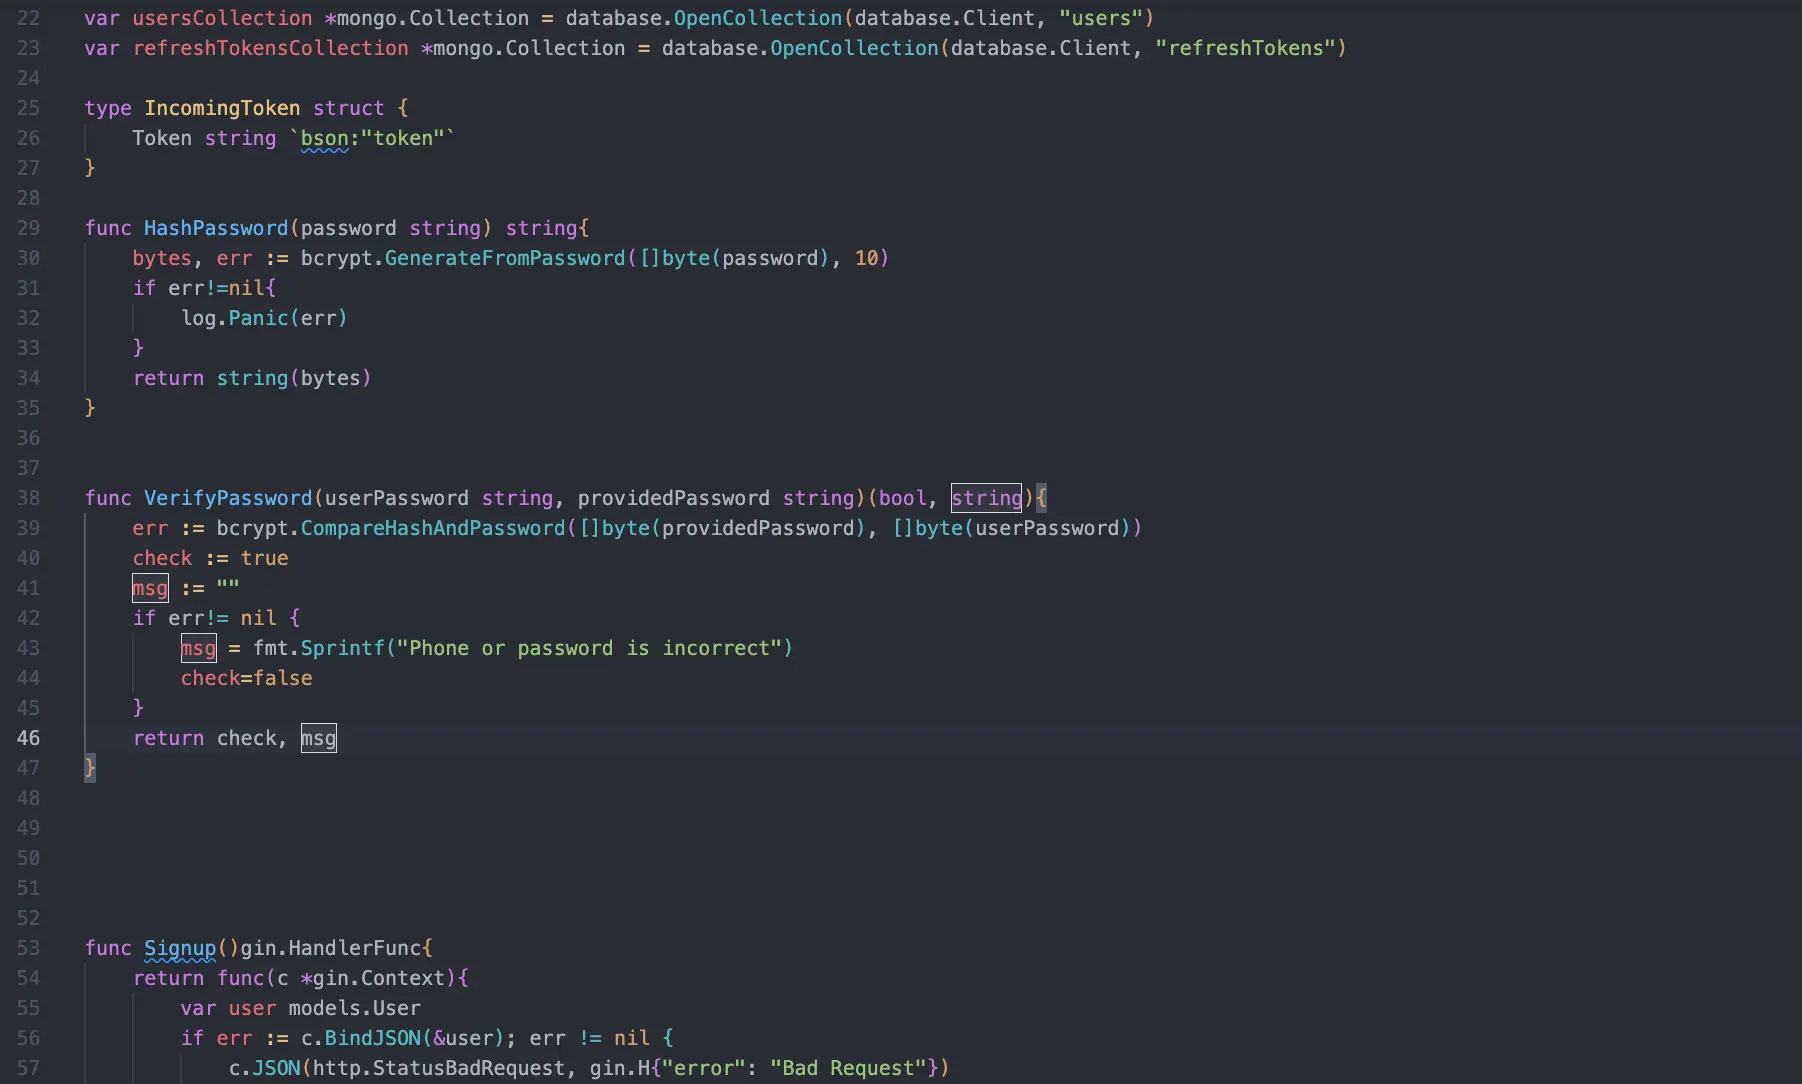 22 var usersCollection *mongo.Collection = database.OpenCollection(database.Client, "users")
23 var refreshTokensCollection *mongo.Collection = database.OpenCollection(database.Client, "refreshTokens")
24
25 type IncomingToken struct {
26     Token string `bson:"token"`
27 }
28
29 func HashPassword(password string) string{
30     bytes, err := bcrypt.GenerateFromPassword([]byte(password), 10)
31     if err!=nil{
32         log.Panic(err)
33     }
34     return string(bytes)
35 }
36
37
38 func VerifyPassword(userPassword string, providedPassword string)(bool, string){
39     err := bcrypt.CompareHashAndPassword([]byte(providedPassword), []byte(userPassword))
40     check := true
41     msg := ""
42     if err!= nil {
43         msg = fmt.Sprintf("Phone or password is incorrect")
44         check=false
45     }
46     return check, msg
47 }
48
49
50
51
52
53 func Signup()gin.HandlerFunc{
54     return func(c *gin.Context){
55         var user models.User
56         if err := c.BindJSON(&user); err != nil {
57             c.JSON(http.StatusBadRequest, gin.H{"error": "Bad Request"})